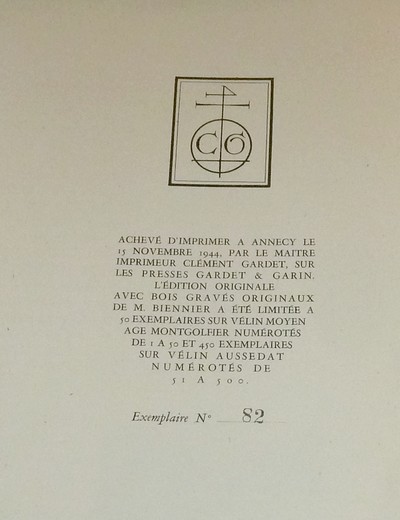 CG
ACHEVÉ D'IMPRIMER A ANNECY LE
15 NOVEMBRE 1944, PAR LE MAITRE
IMPRIMEUR CLÉMENT GARDET, SUR
LES PRESSES GARDET & GARIN.
L'ÉDITION ORIGINALE
AVEC BOIS GRAVÉS ORIGINAUX
DE M. BIENNIER A ÉTÉ LIMITÉE A
50 EXEMPLAIRES SUR VÉLIN MOYEN
AGE MONTGOLFIER NUMÉROTÉS
DE 1 A 50 ET 450 EXEMPLAIRES
SUR VÉLIN AUSSEDAT
NUMÉROTÉS DE
51 A 500.
Exemplaire N° 82